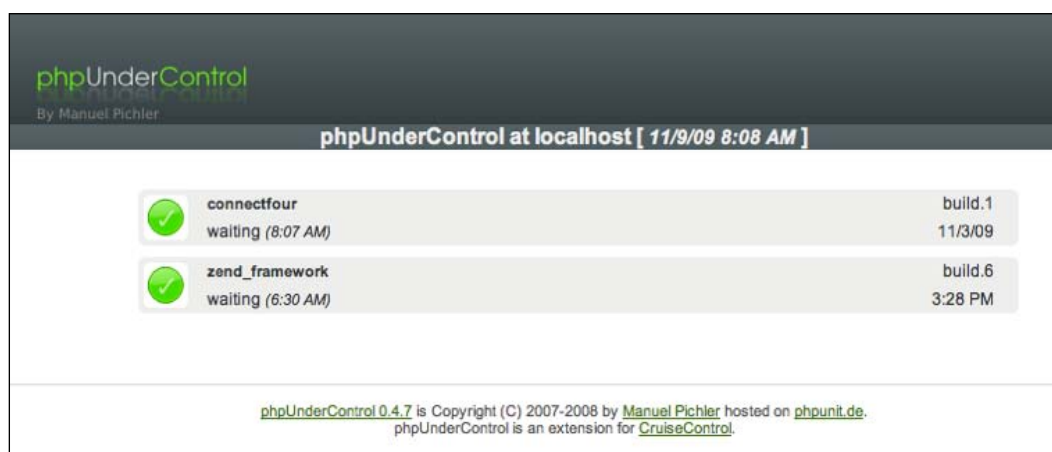 phpUnderControl
By Manuel Pichler
phpUnderControl at localhost [ 11/9/09 8:08 AM ]
connectfour
build.1
waiting (8:07 AM)
11/3/09
zend_framework
build.6
waiting (6:30 AM)
3:28 PM
phpUnderControl 0.4.7 is Copyright (C) 2007-2008 by Manuel Pichler hosted on phpunit.de.
phpUnderControl is an extension for CruiseControl.